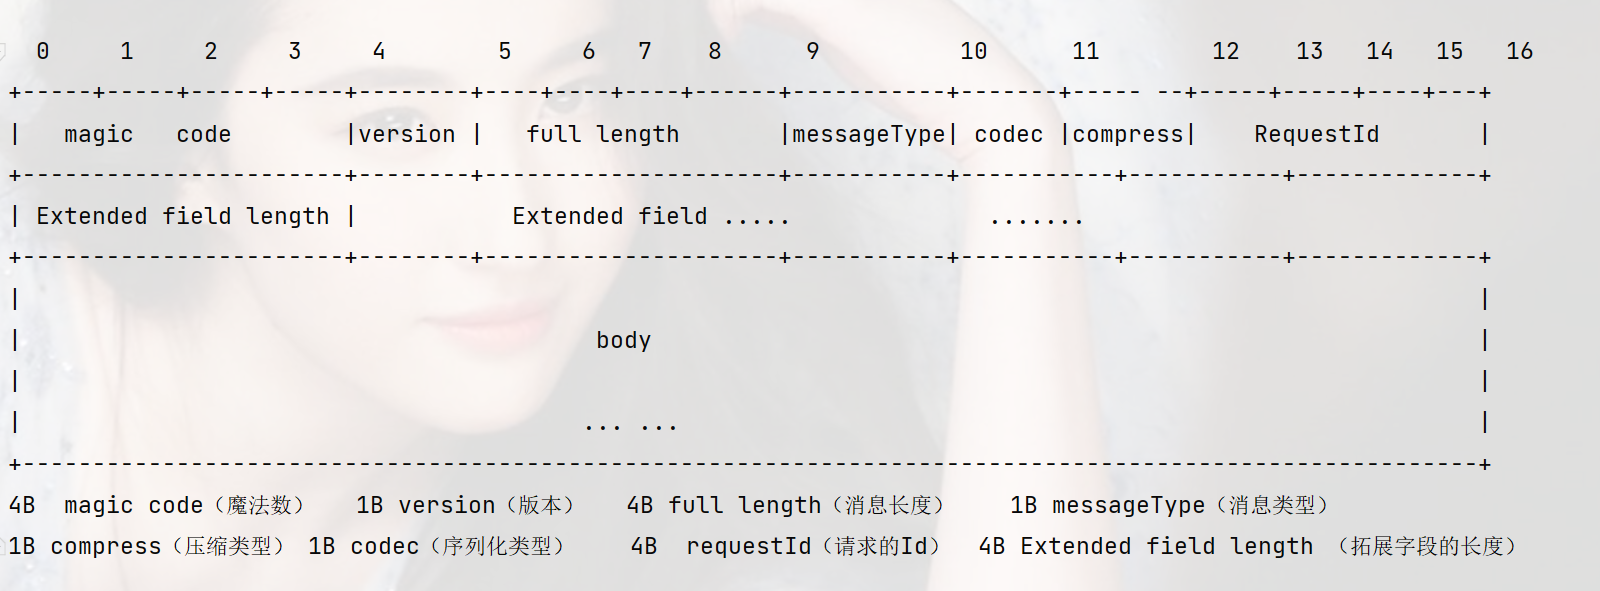 0     1     2     3     4        5     6   7    8      9          10      11        12    13   14   15   16
+-----+-----+-----+-----+--------+----+----+----+------+-----------+-------+----- --+-----+-----+----+---+
|   magic   code        |version |   full length       |messageType| codec |compress|    RequestId       |
+-----------------------+--------+---------------------+-----------+-----------+-----------+-------------+
| Extended field length |           Extended field .....              .......
+-----------------------+--------+---------------------+-----------+-----------+-----------+-------------+
|                                                                                                        |
|                                         body                                                           |
|                                                                                                        |
|                                        ... ...                                                         |
+--------------------------------------------------------------------------------------------------------+
4B  magic code（魔法数）   1B version（版本）   4B full length（消息长度）    1B messageType（消息类型）
1B compress（压缩类型） 1B codec（序列化类型）    4B  requestId（请求的Id）  4B Extended field length （拓展字段的长度）